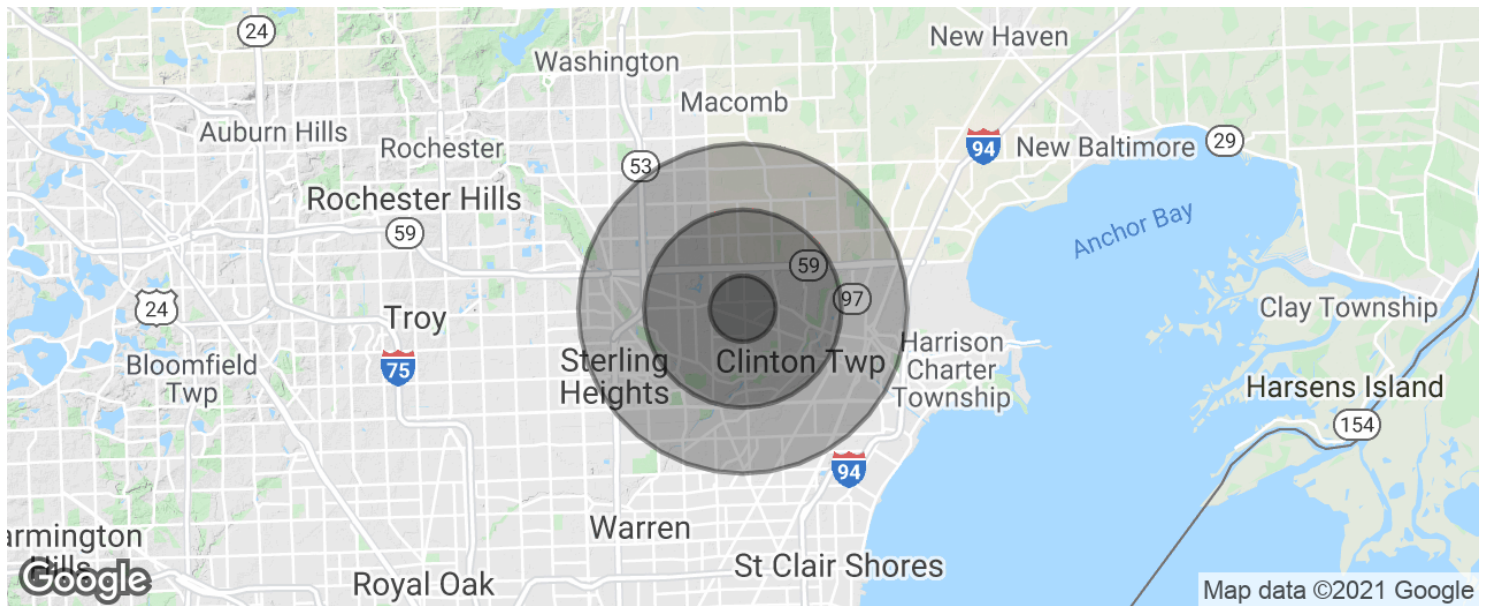 24
New Haven
Washington
Macomb
Auburn Hills
Rochester
53
94
New Baltimore
29
Rochester Hills
59
Anchor Bay
59
97
24
Troy
Clay Township
Bloomfield
Twp
75
Sterling
Heights
Clinton Twp
Harrison
Charter
Township
Harsens Island
154
94
Warren
armington
Hills
St Clair Shores
Royal Oak
Google
Map data ©2021 Google